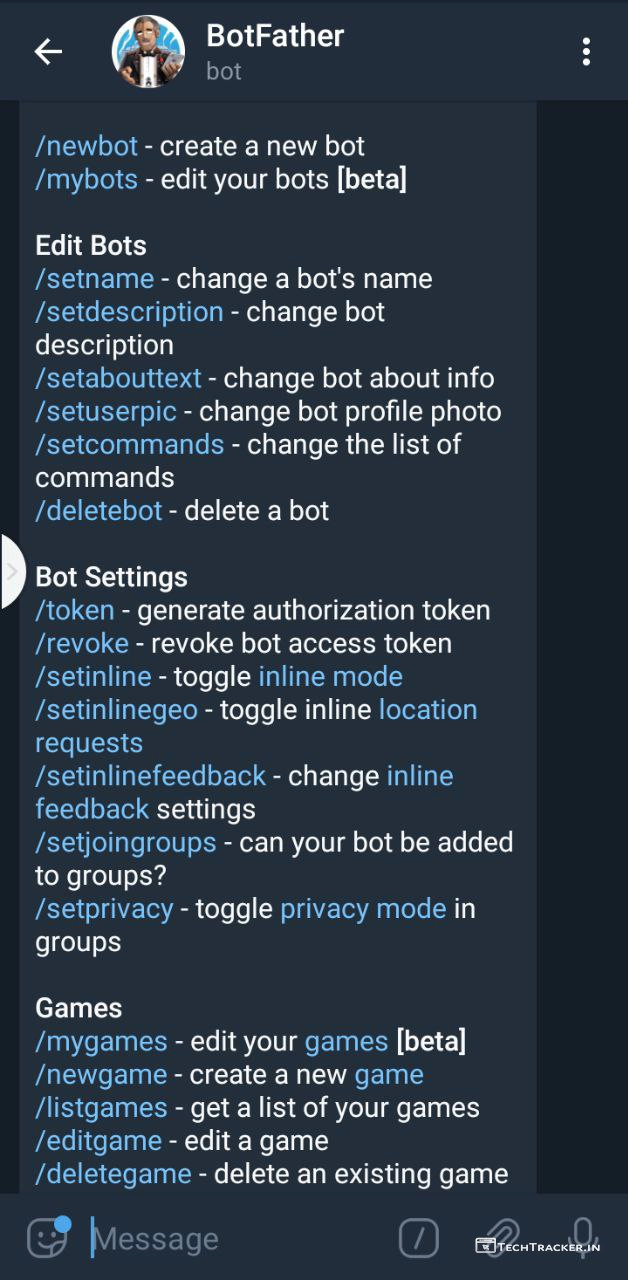 BotFather
bot
/newbot - create a new bot
/mybots - edit your bots [beta]
Edit Bots
/setname - change a bot's name
/setdescription - change bot
description
/setabouttext - change bot about info
/setuserpic - change bot profile photo
/setcommands - change the list of
commands
/deletebot - delete a bot
Bot Settings
/token - generate authorization token
/revoke - revoke bot access token
/setinline - toggle inline mode
/setinlinegeo - toggle inline location
requests
/setinlinefeedback - change inline
feedback settings
/setjoingroups - can your bot be added
to groups?
/setprivacy - toggle privacy mode in
groups
Games
/mygames - edit your games [beta]
/newgame - create a new game
/listgames - get a list of your games
/editgame - edit a game
/deletegame - delete an existing game
Message
/
TECHTRACKER.IN